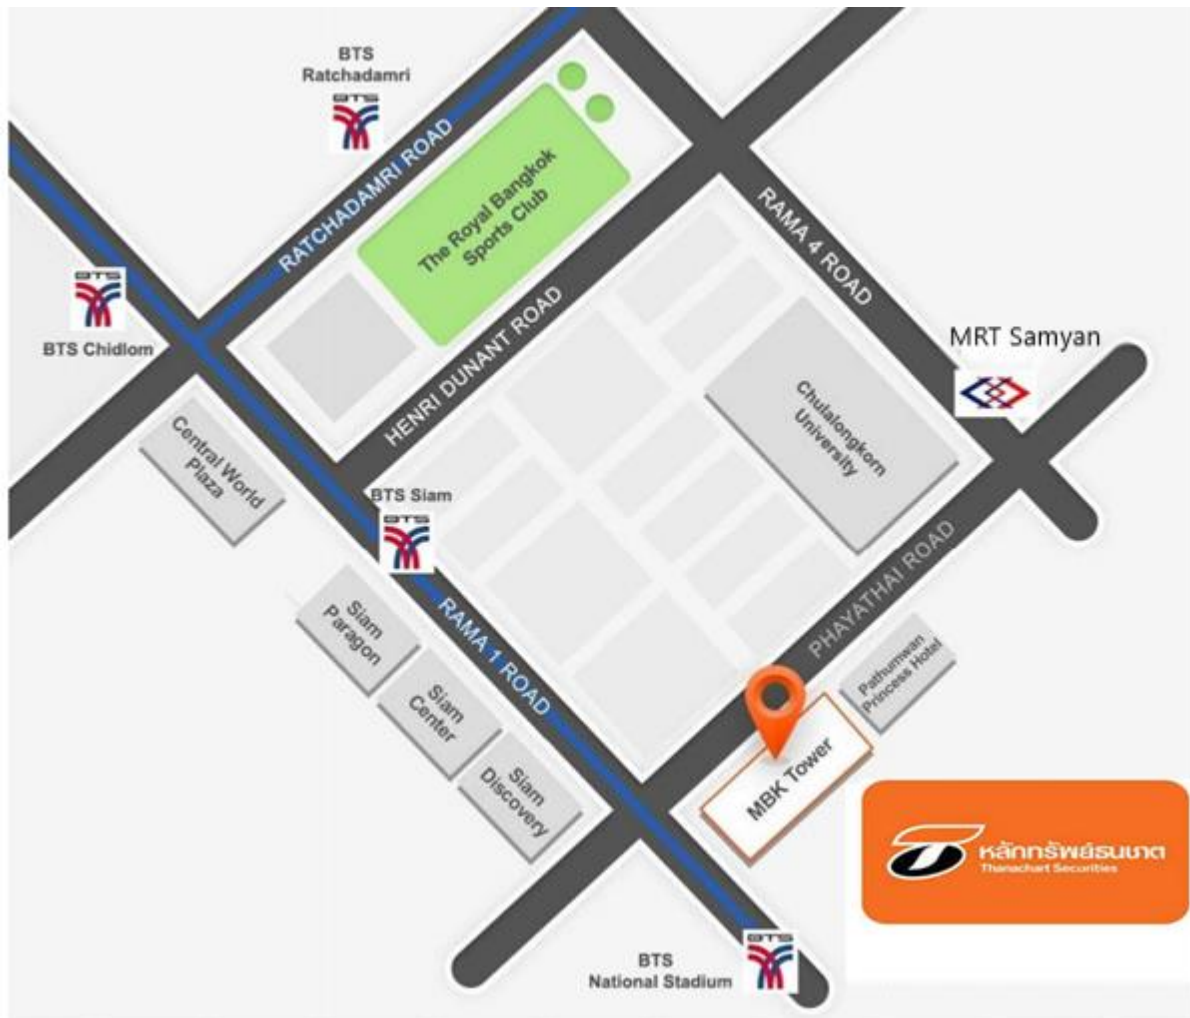 BTS
Ratchadamri
BTS
RATCHADAMRI ROAD
The Royal Bangkok
Sports Club
RAMA 4 ROAD
HENRI DUNANT ROAD
BTS
BTS Chidlom
MRT Samyan
Chulalongkorn
University
Central World
Plaza
BTS Siam
BTS
PHAYATHAI ROAD
RAMA 1 ROAD
Siam
Paragon
Siam
Center
Siam
Discovery
Pathumwan
Princess Hotel
MBK Tower
หลักทรัพย์ธนชาต
Thanachart Securities
BTS
National Stadium
BTS